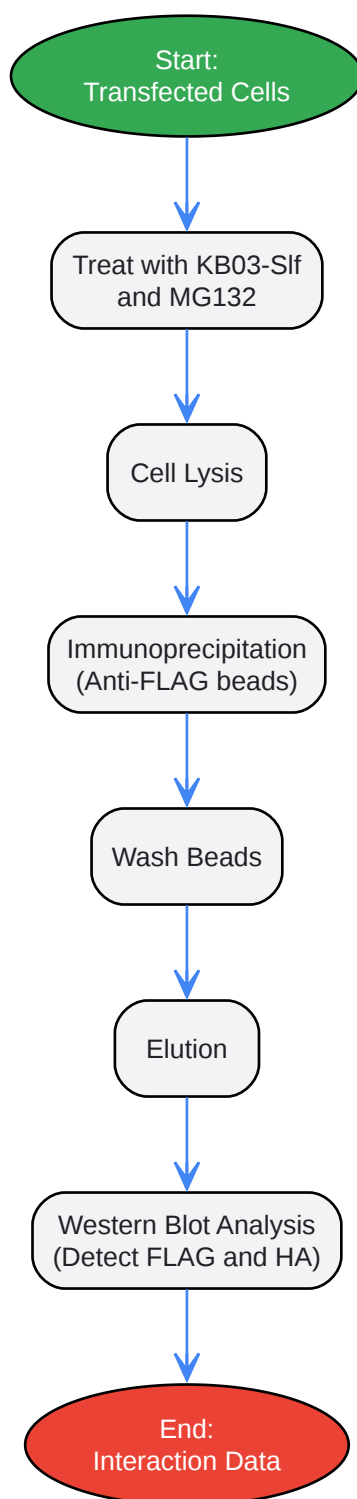 Start:
Transfected Cells
Treat with KB03-Slf
and MG132
Cell Lysis
Immunoprecipitation
(Anti-FLAG beads)
Wash Beads
Elution
Western Blot Analysis
(Detect FLAG and HA)
End:
Interaction Data